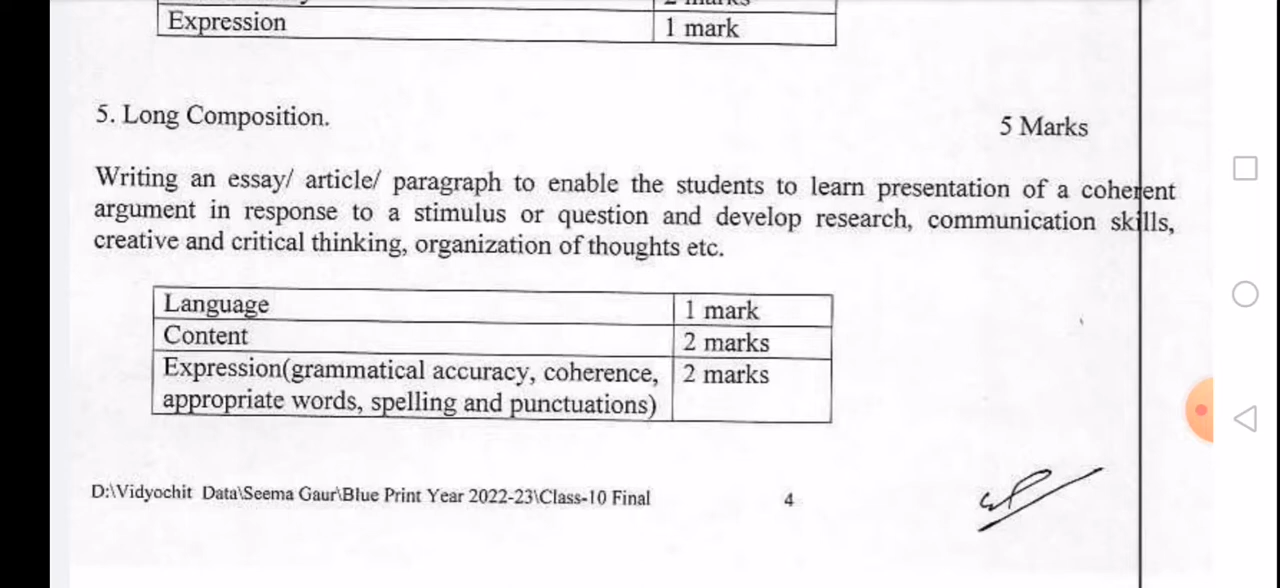 Expression 1 mark
5. Long Composition. 5 Marks
Writing an essay/ article/ paragraph to enable the students to learn presentation of a coherent
argument in response to a stimulus or question and develop research, communication skills,
creative and critical thinking, organization of thoughts etc.
Language 1 mark
Content 2 marks
Expression(grammatical accuracy, coherence, 2 marks
appropriate words, spelling and punctuations)
D:\Vidyochit Data\Seema Gaur\Blue Print Year 2022-23\Class-10 Final 4